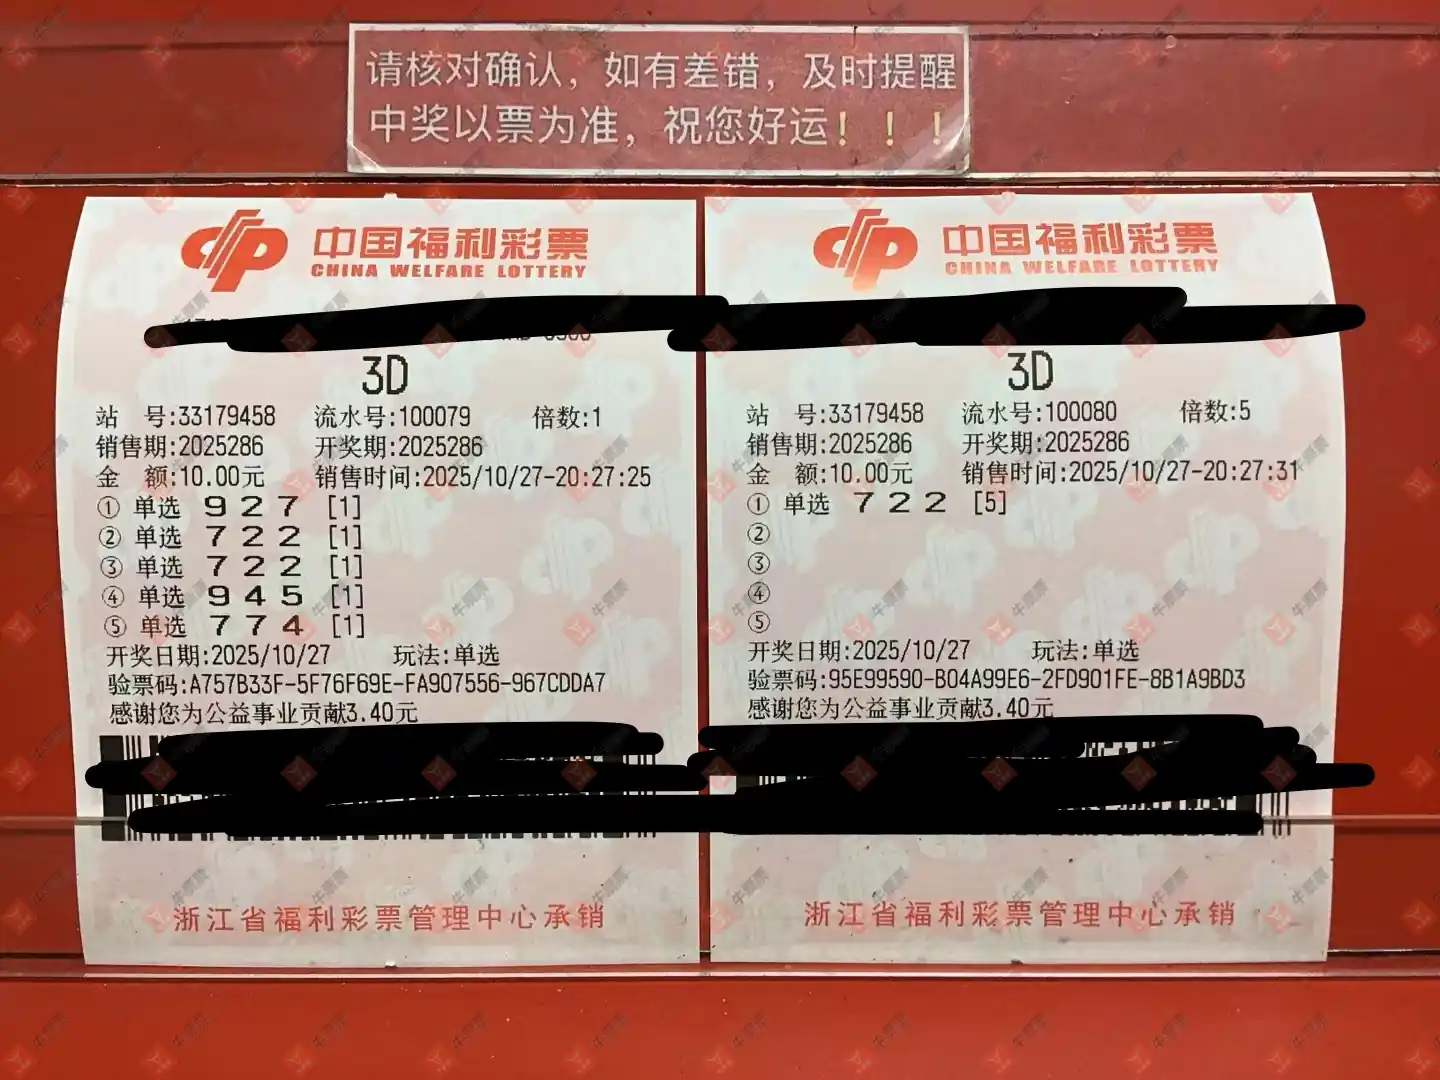 请核对确认，如有差错，及时提醒
中奖以票为准，祝您好运！！！
中国福利彩票
CHINA WELFARE LOTTERY
3D
站 号:33179458 流水号:100079 倍数:1
销售期:2025286 开奖期:2025286
金 额:10.00元 销售时间:2025/10/27-20:27:25
① 单选 9 2 7 [1]
② 单选 7 2 2 [1]
③ 单选 7 2 2 [1]
④ 单选 9 4 5 [1]
⑤ 单选 7 7 4 [1]
开奖日期:2025/10/27 玩法:单选
验票码:A757B33F-5F76F69E-FA907556-967CDDA7
感谢您为公益事业贡献3.40元
浙江省福利彩票管理中心承销
中国福利彩票
CHINA WELFARE LOTTERY
3D
站 号:33179458 流水号:100080 倍数:5
销售期:2025286 开奖期:2025286
金 额:10.00元 销售时间:2025/10/27-20:27:31
① 单选 7 2 2 [5]
②
③
④
⑤
开奖日期:2025/10/27 玩法:单选
验票码:95E99590-B04A99E6-2FD901FE-8B1A9BD3
感谢您为公益事业贡献3.40元
浙江省福利彩票管理中心承销